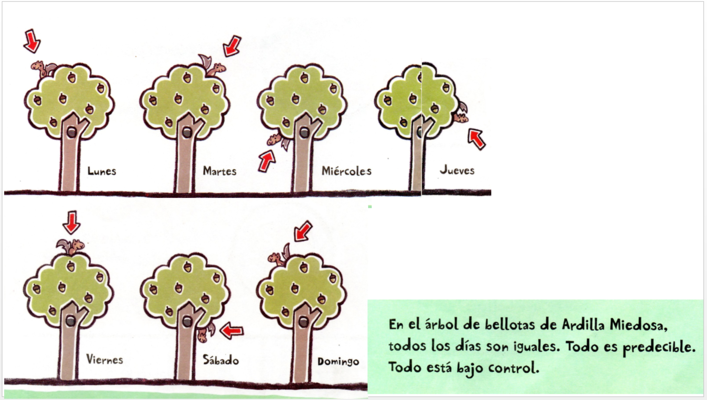 Lunes
Martes
Miércoles
Jueves
Viernes
Sábado
Domingo
En el árbol de bellotas de Ardilla Miedosa,
todos los días son iguales. Todo es predecible.
Todo está bajo control.